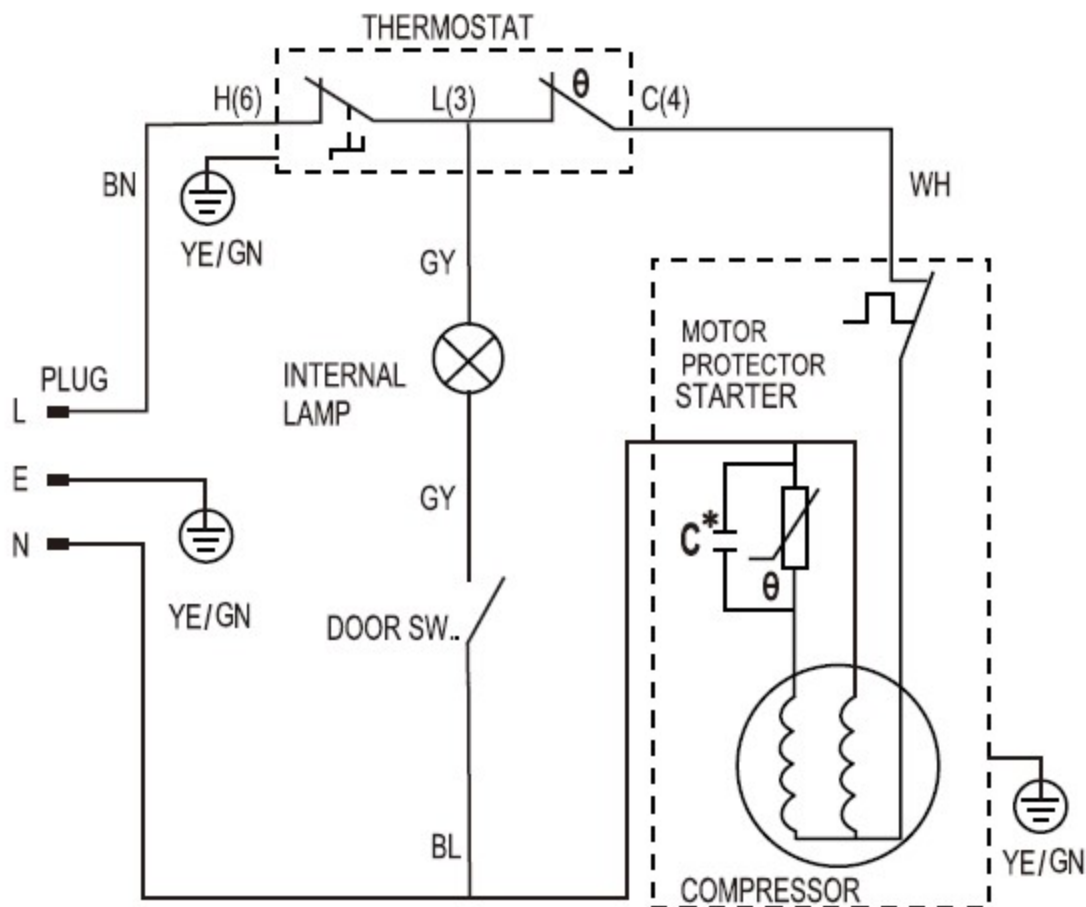 THERMOSTAT
H(6)
L(3)
θ
C(4)
BN
WH
YE/GN
GY
MOTOR
PROTECTOR
STARTER
PLUG
INTERNAL
LAMP
L
E
GY
N
C*
θ
YE/GN
DOOR SW..
BL
YE/GN
COMPRESSOR